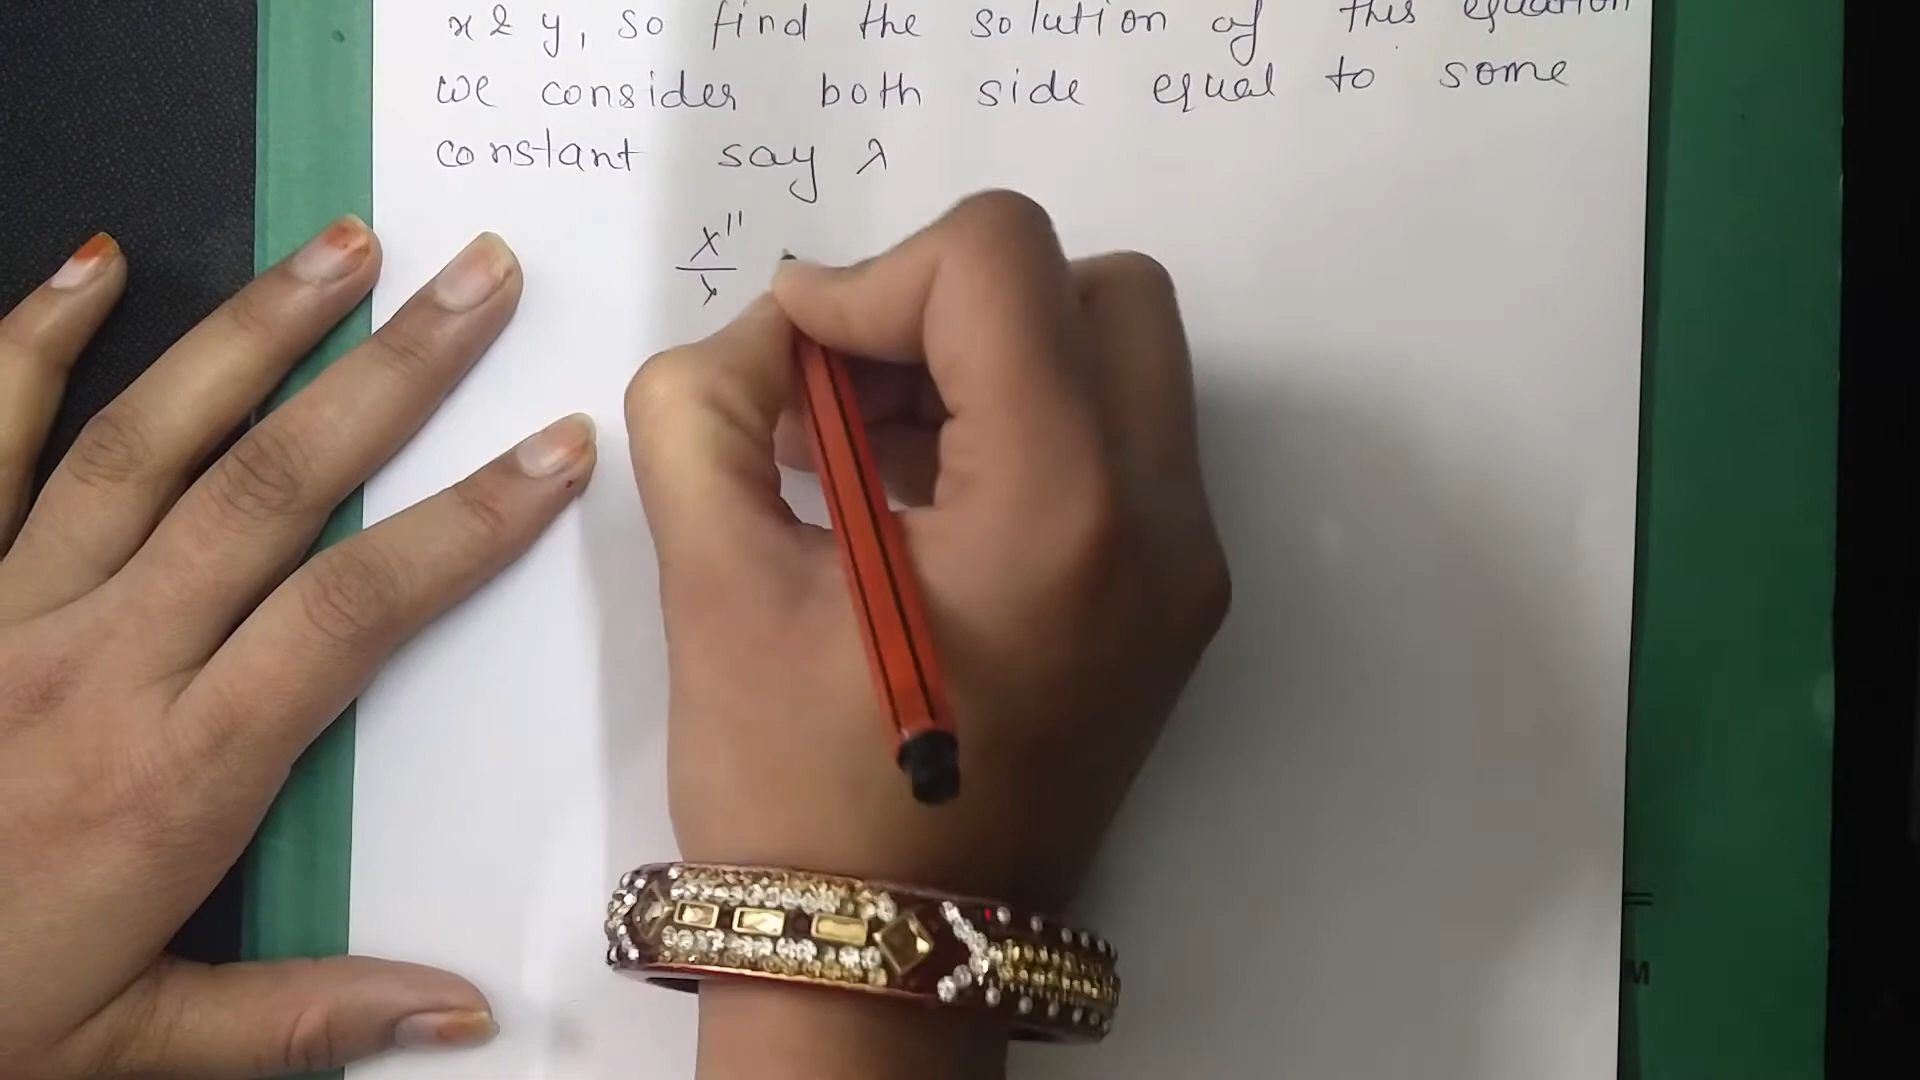 x & y, so find the solution of this equation
we consider both side equal to some
constant say λ
x''
x
M